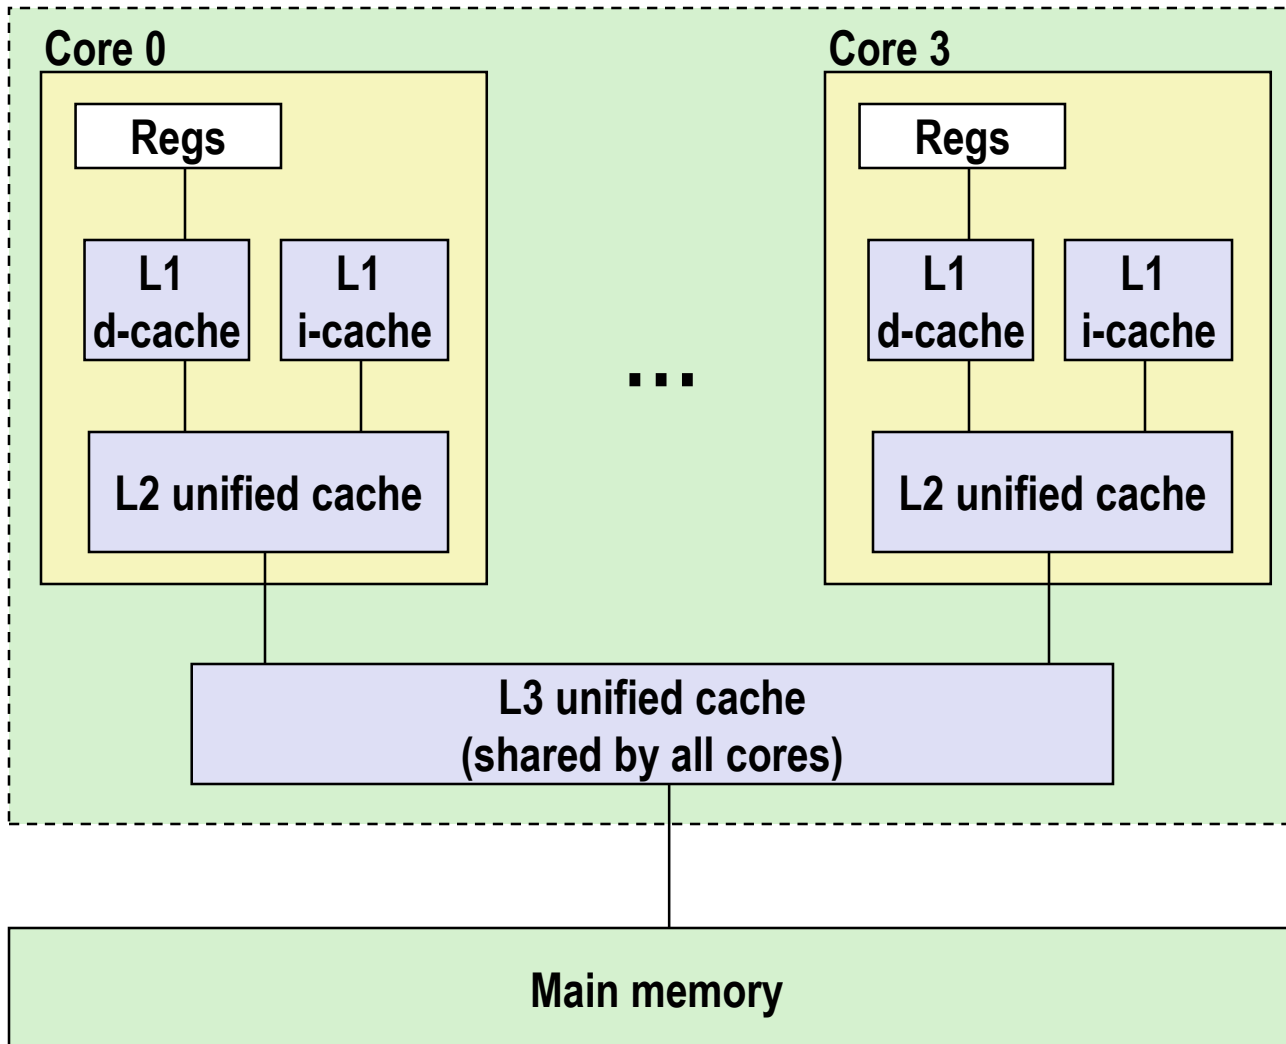 Core 0
Regs
L1
d-cache
L1
i-cache
L2 unified cache
...
Core 3
Regs
L1
d-cache
L1
i-cache
L2 unified cache
L3 unified cache
(shared by all cores)
Main memory